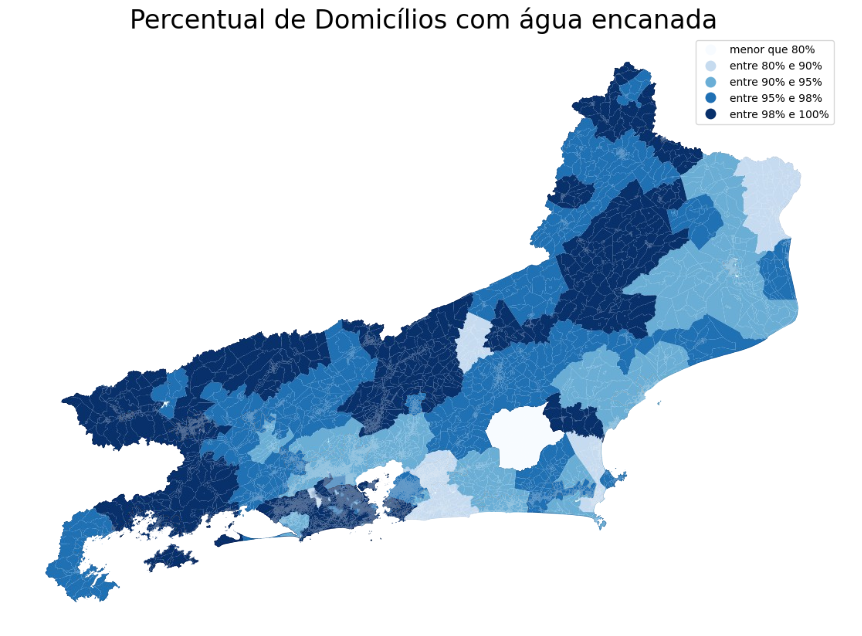 Percentual de Domicílios com água encanada
menor que 80%
entre 80% e 90%
entre 90% e 95%
entre 95% e 98%
entre 98% e 100%